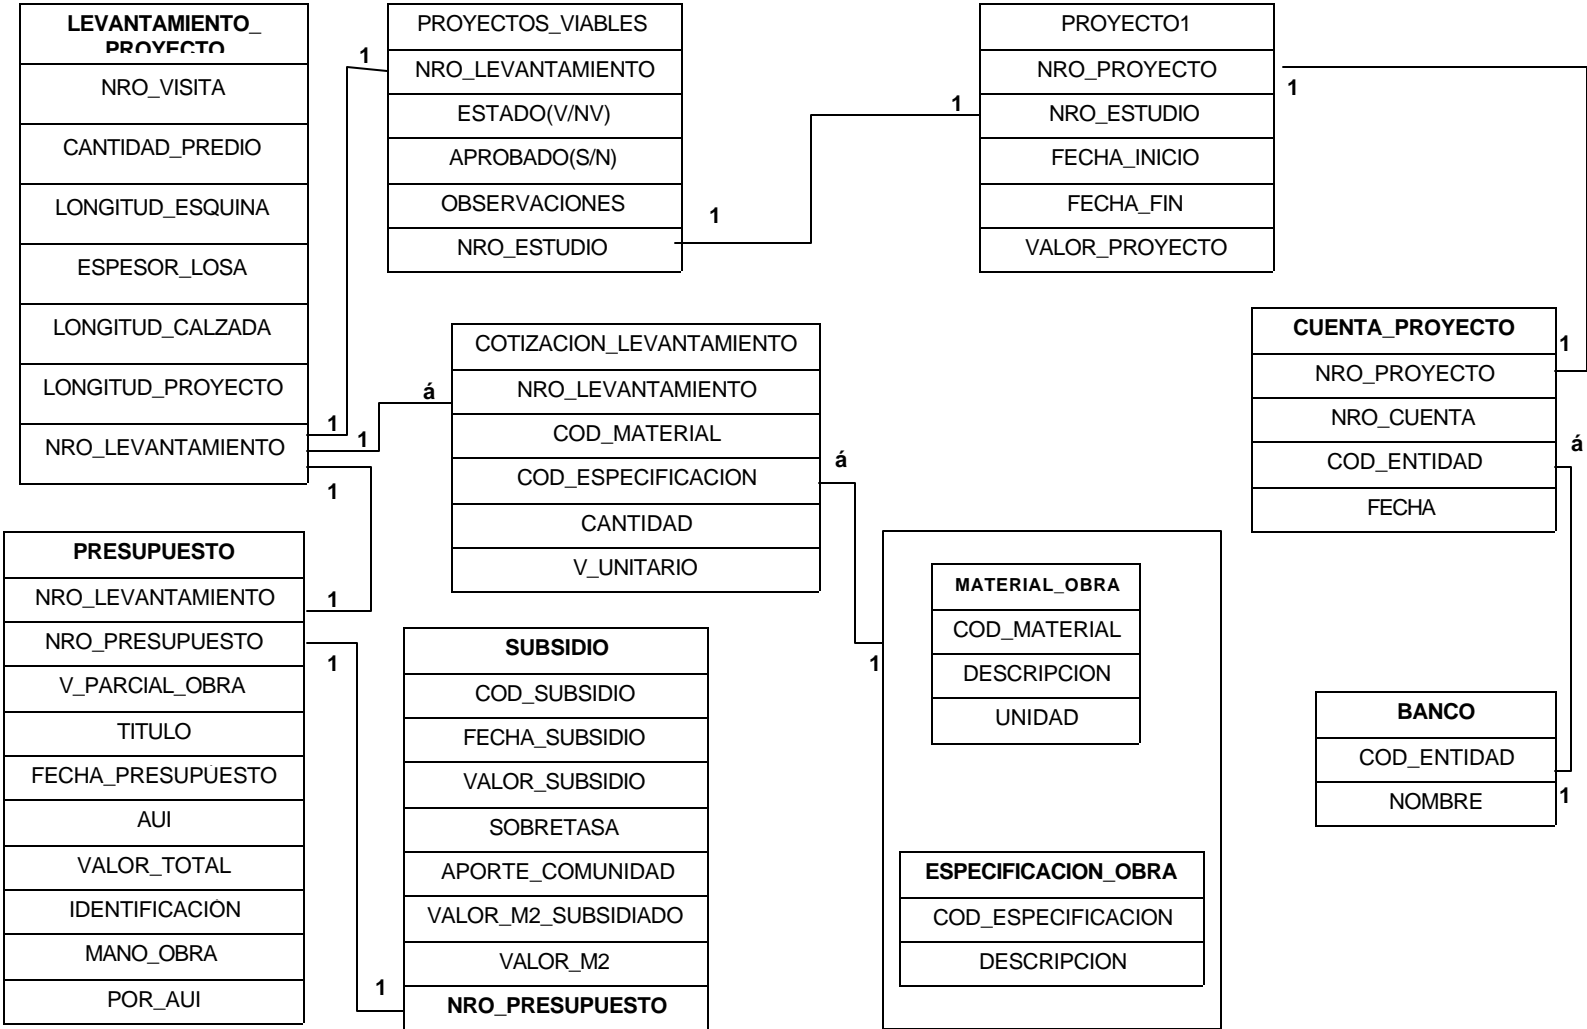 LEVANTAMIENTO_
PROYECTO
NRO_VISITA
CANTIDAD_PREDIO
LONGITUD_ESQUINA
ESPESOR_LOSA
LONGITUD_CALZADA
LONGITUD_PROYECTO
NRO_LEVANTAMIENTO
1
1
1
1
PROYECTOS_VIABLES
NRO_LEVANTAMIENTO
ESTADO(V/NV)
APROBADO(S/N)
OBSERVACIONES
NRO_ESTUDIO
1
1
PROYECTO1
NRO_PROYECTO
NRO_ESTUDIO
FECHA_INICIO
FECHA_FIN
VALOR_PROYECTO
1
COTIZACION_LEVANTAMIENTO
NRO_LEVANTAMIENTO
COD_MATERIAL
COD_ESPECIFICACION
CANTIDAD
V_UNITARIO
á
á
1
CUENTA_PROYECTO
NRO_PROYECTO
NRO_CUENTA
COD_ENTIDAD
FECHA
1
á
PRESUPUESTO
NRO_LEVANTAMIENTO
NRO_PRESUPUESTO
V_PARCIAL_OBRA
TITULO
FECHA_PRESUPUESTO
AUI
VALOR_TOTAL
IDENTIFICACIÓN
MANO_OBRA
POR_AUI
1
1
1
SUBSIDIO
COD_SUBSIDIO
FECHA_SUBSIDIO
VALOR_SUBSIDIO
SOBRETASA
APORTE_COMUNIDAD
VALOR_M2_SUBSIDIADO
VALOR_M2
NRO_PRESUPUESTO
MATERIAL_OBRA
COD_MATERIAL
DESCRIPCION
UNIDAD
ESPECIFICACION_OBRA
COD_ESPECIFICACION
DESCRIPCION
BANCO
COD_ENTIDAD
NOMBRE
1